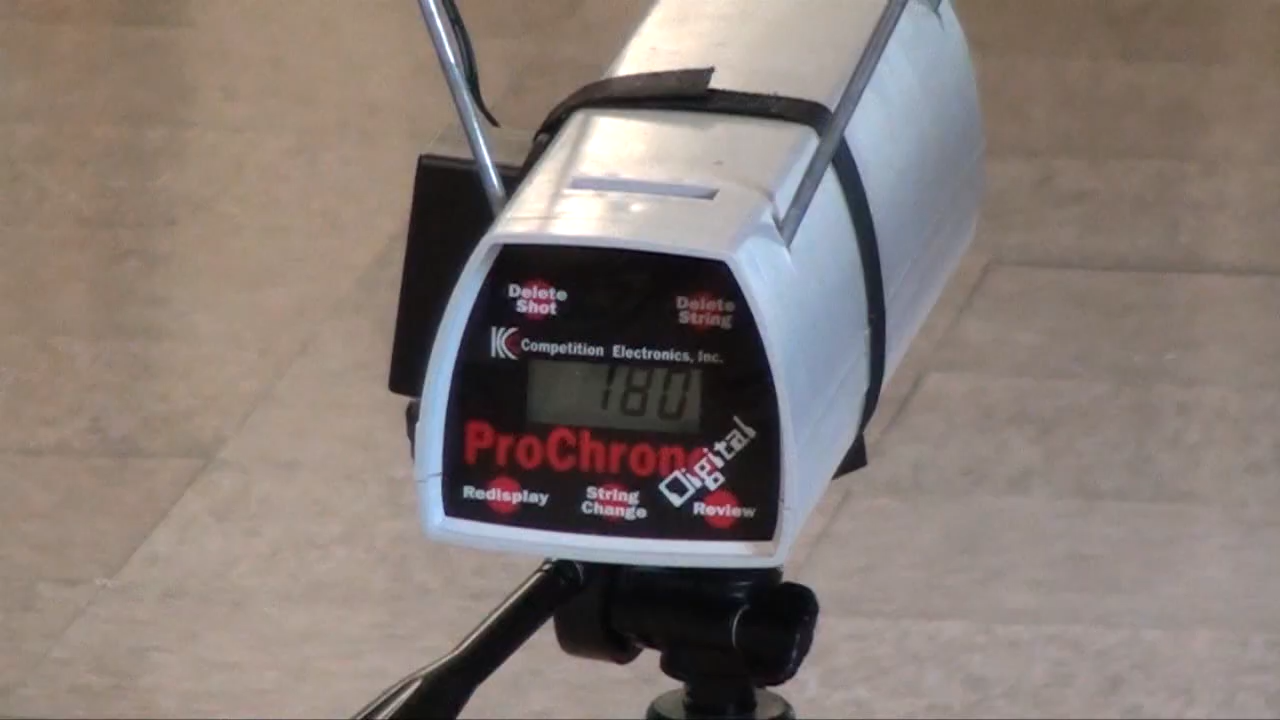 Delete
Shot
Delete
String
Competition Electronics, Inc.
180
ProChrono
Digital
Redisplay
String
Change
Review